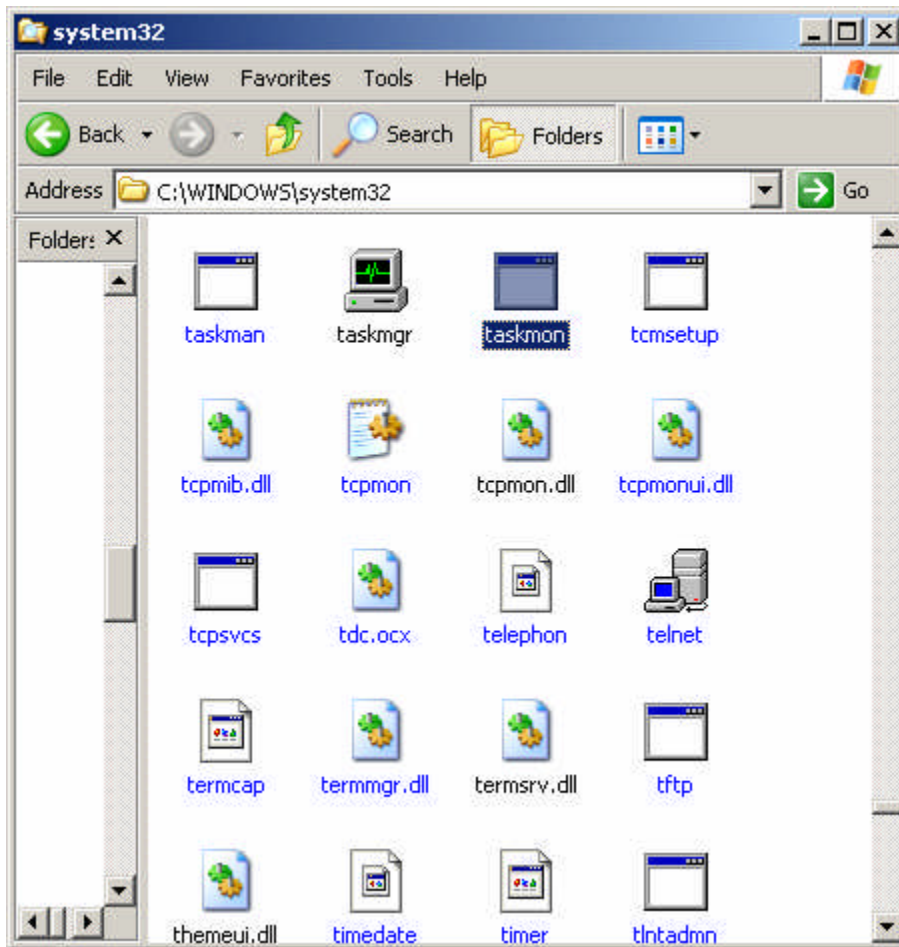 system32
File Edit View Favorites Tools Help
Back Search Folders
Address C:\WINDOWS\system32 Go
Folders
taskman taskmgr taskmon tcmsetup
tcpmib.dll tcpmon tcpmon.dll tcpmonui.dll
tcpsvcs tdc.ocx telephon telnet
termcap termmgr.dll termsrv.dll tftp
themeui.dll timedate timer tlntadmn